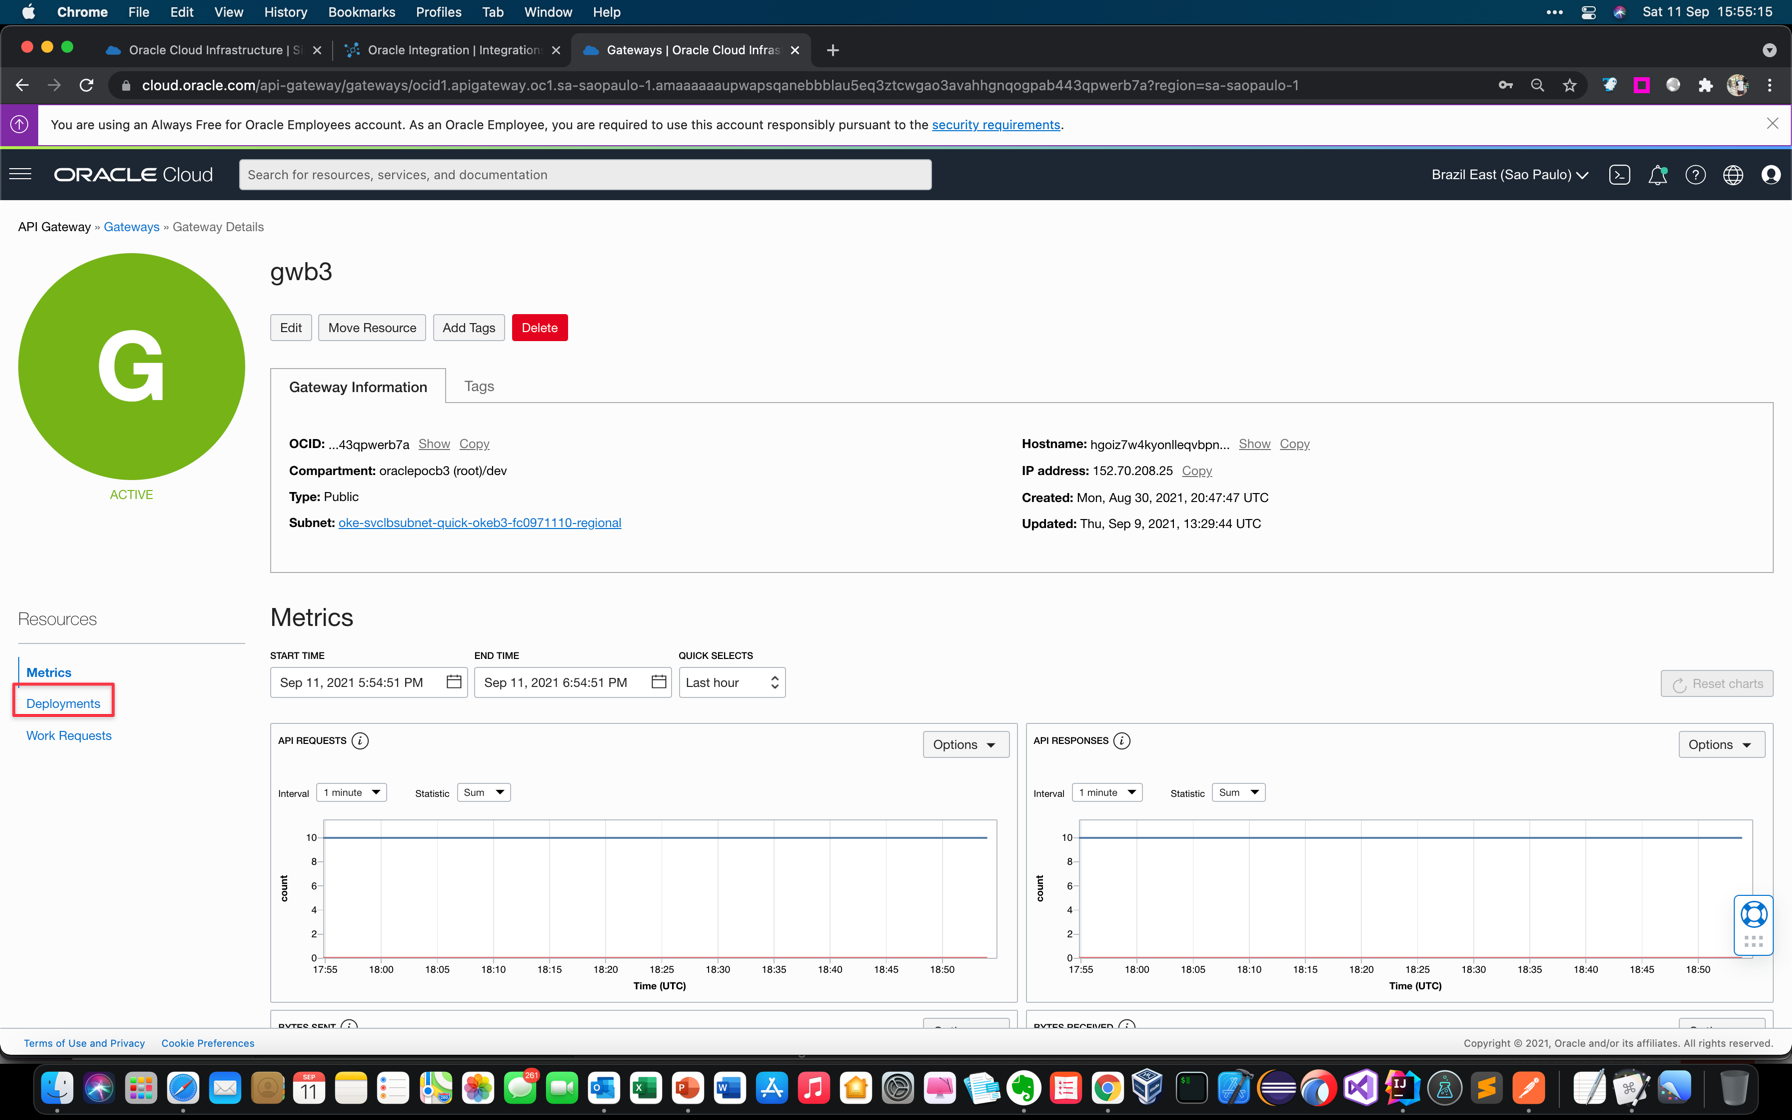 Chrome File Edit View History Bookmarks Profiles Tab Window Help
Sat 11 Sep 15:55:15
Oracle Cloud Infrastructure | Si
Oracle Integration | Integrations
Gateways | Oracle Cloud Infras
cloud.oracle.com/api-gateway/gateways/ocid1.apigateway.oc1.sa-saopaulo-1.amaaaaaaupwapsqanebbblau5eq3ztcwgao3avahhgnqogpab443qpwerb7a?region=sa-saopaulo-1
You are using an Always Free for Oracle Employees account. As an Oracle Employee, you are required to use this account responsibly pursuant to the security requirements.
ORACLE Cloud
Search for resources, services, and documentation
Brazil East (Sao Paulo)
API Gateway » Gateways » Gateway Details
G
ACTIVE
gwb3
Edit Move Resource Add Tags Delete
Gateway Information Tags
OCID: ...43qpwerb7a Show Copy
Compartment: oraclepocb3 (root)/dev
Type: Public
Subnet: oke-svclbsubnet-quick-okeb3-fc0971110-regional
Hostname: hgoiz7w4kyonlleqvbpn... Show Copy
IP address: 152.70.208.25 Copy
Created: Mon, Aug 30, 2021, 20:47:47 UTC
Updated: Thu, Sep 9, 2021, 13:29:44 UTC
Resources
Metrics
Deployments
Work Requests
Metrics
START TIME END TIME QUICK SELECTS
Sep 11, 2021 5:54:51 PM Sep 11, 2021 6:54:51 PM Last hour
Reset charts
API REQUESTS i Options
Interval 1 minute Statistic Sum
10
8
6
4
2
0
count
17:55 18:00 18:05 18:10 18:15 18:20 18:25 18:30 18:35 18:40 18:45 18:50
Time (UTC)
API RESPONSES i Options
Interval 1 minute Statistic Sum
10
8
6
4
2
0
count
17:55 18:00 18:05 18:10 18:15 18:20 18:25 18:30 18:35 18:40 18:45 18:50
Time (UTC)
BYTES SENT
BYTES RECEIVED
Terms of Use and Privacy Cookie Preferences
Copyright © 2021, Oracle and/or its affiliates. All rights reserved.
SEP
11
261